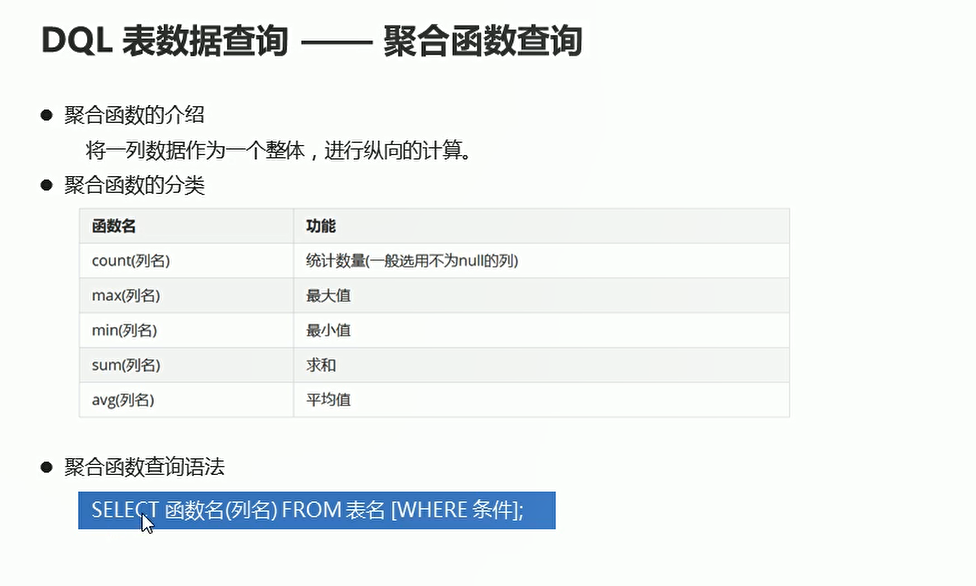 DQL 表数据查询 —— 聚合函数查询
● 聚合函数的介绍
将一列数据作为一个整体，进行纵向的计算。
● 聚合函数的分类
函数名 功能
count(列名) 统计数量(一般选用不为null的列)
max(列名) 最大值
min(列名) 最小值
sum(列名) 求和
avg(列名) 平均值
● 聚合函数查询语法
SELECT 函数名(列名) FROM 表名 [WHERE 条件];